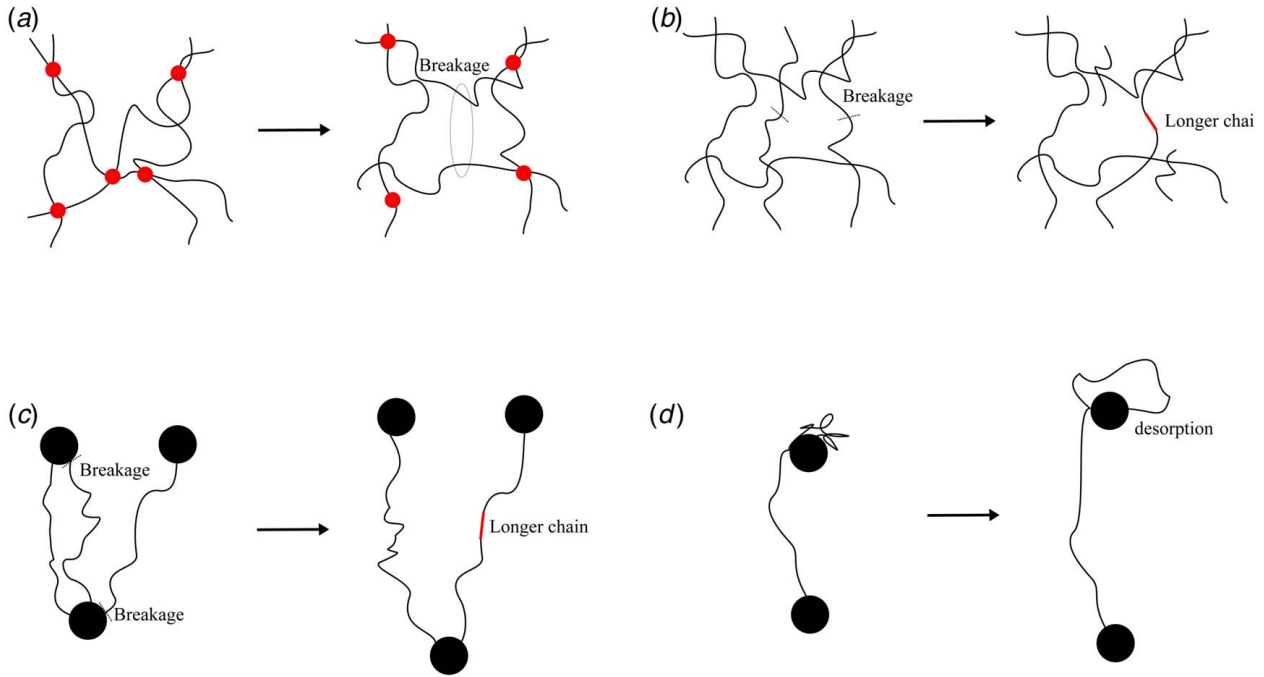 (a)
Breakage
(b)
Breakage
Longer chai
(c)
Breakage
Longer chain
Breakage
(d)
desorption